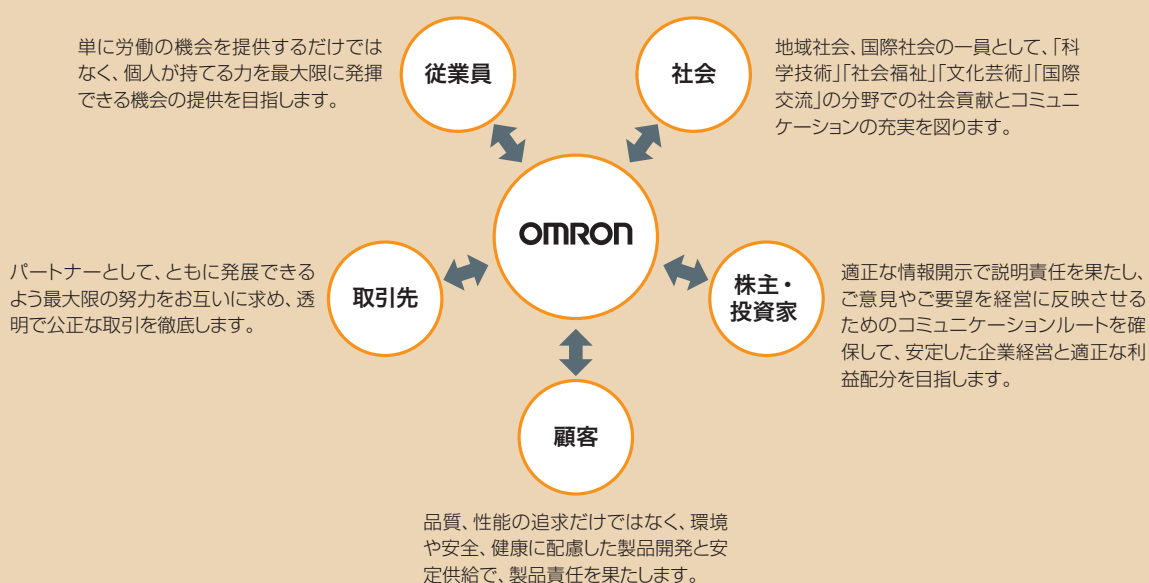 従業員
単に労働の機会を提供するだけでは
なく、個人が持てる力を最大限に発揮
できる機会の提供を目指します。
社会
地域社会、国際社会の一員として、「科
学技術」「社会福祉」「文化芸術」「国際
交流」の分野での社会貢献とコミュニ
ケーションの充実を図ります。
OMRON
取引先
パートナーとして、ともに発展できる
よう最大限の努力をお互いに求め、透
明で公正な取引を徹底します。
株主・
投資家
適正な情報開示で説明責任を果たし、
ご意見やご要望を経営に反映させる
ためのコミュニケーションルートを確
保して、安定した企業経営と適正な利
益配分を目指します。
顧客
品質、性能の追求だけではなく、環境
や安全、健康に配慮した製品開発と安
定供給で、製品責任を果たします。